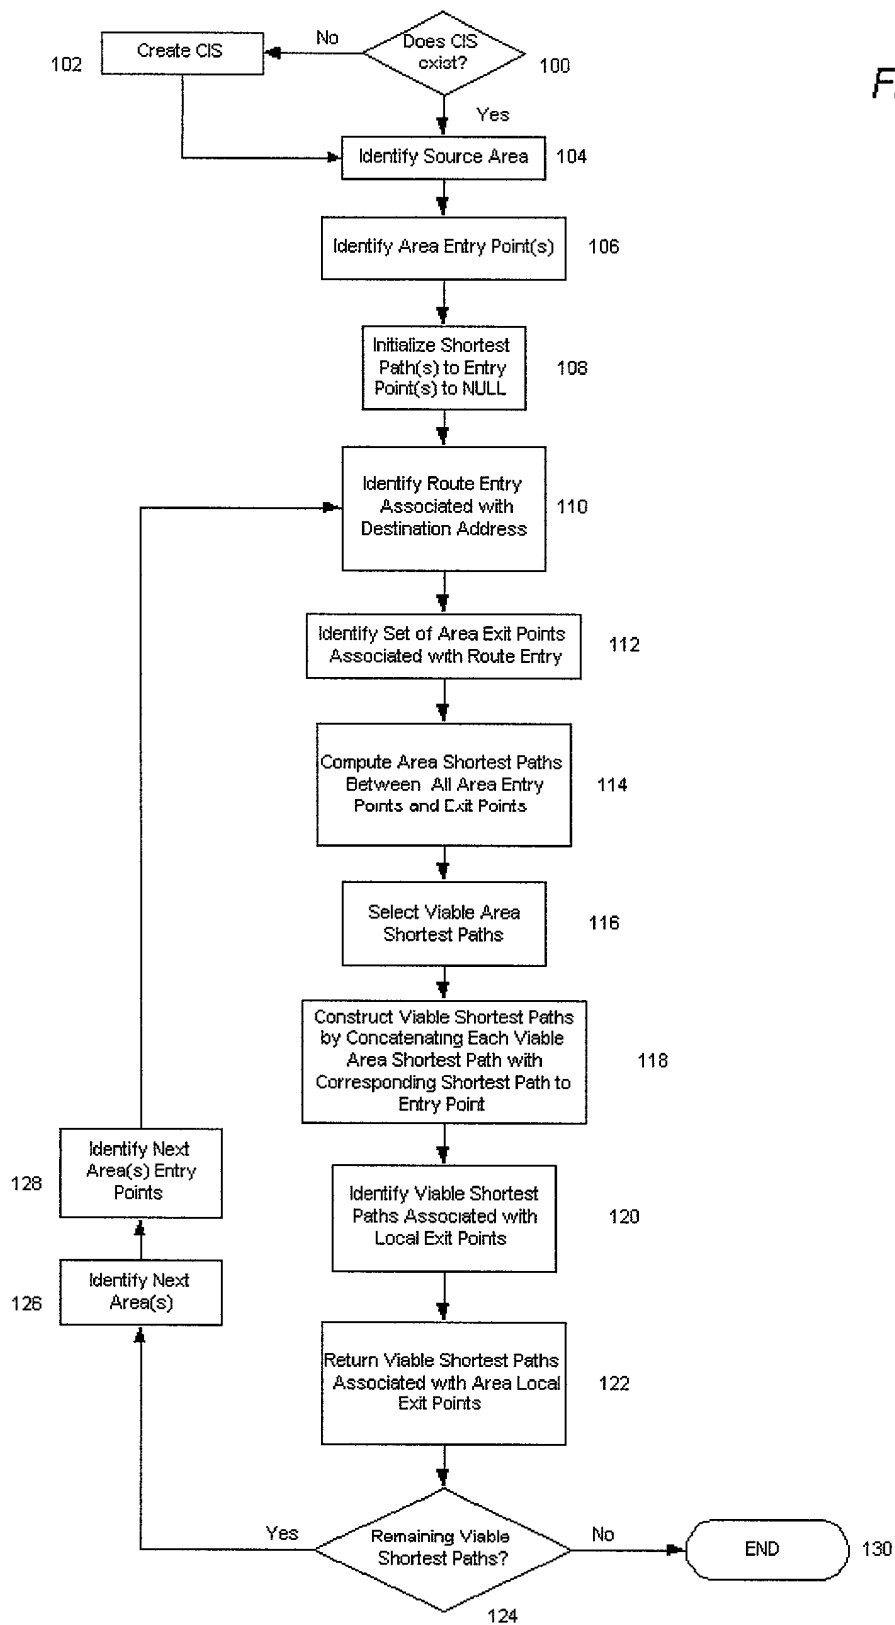 Does CIS
exist?
100
No
Create CIS
102
Yes
Identify Source Area
104
Identify Area Entry Point(s)
106
Initialize Shortest
Path(s) to Entry
Point(s) to NULL
108
Identify Route Entry
Associated with
Destination Address
110
Identify Set of Area Exit Points
Associated with Route Entry
112
Compute Area Shortest Paths
Between All Area Entry
Points and Exit Points
114
Select Viable Area
Shortest Paths
116
Construct Viable Shortest Paths
by Concatenating Each Viable
Area Shortest Path with
Corresponding Shortest Path to
Entry Point
118
Identify Next
Area(s) Entry
Points
128
Identify Viable Shortest
Paths Associated with
Local Exit Points
120
Identify Next
Area(s)
126
Return Viable Shortest Paths
Associated with Area Local
Exit Points
122
Yes
Remaining Viable
Shortest Paths?
124
No
END
130